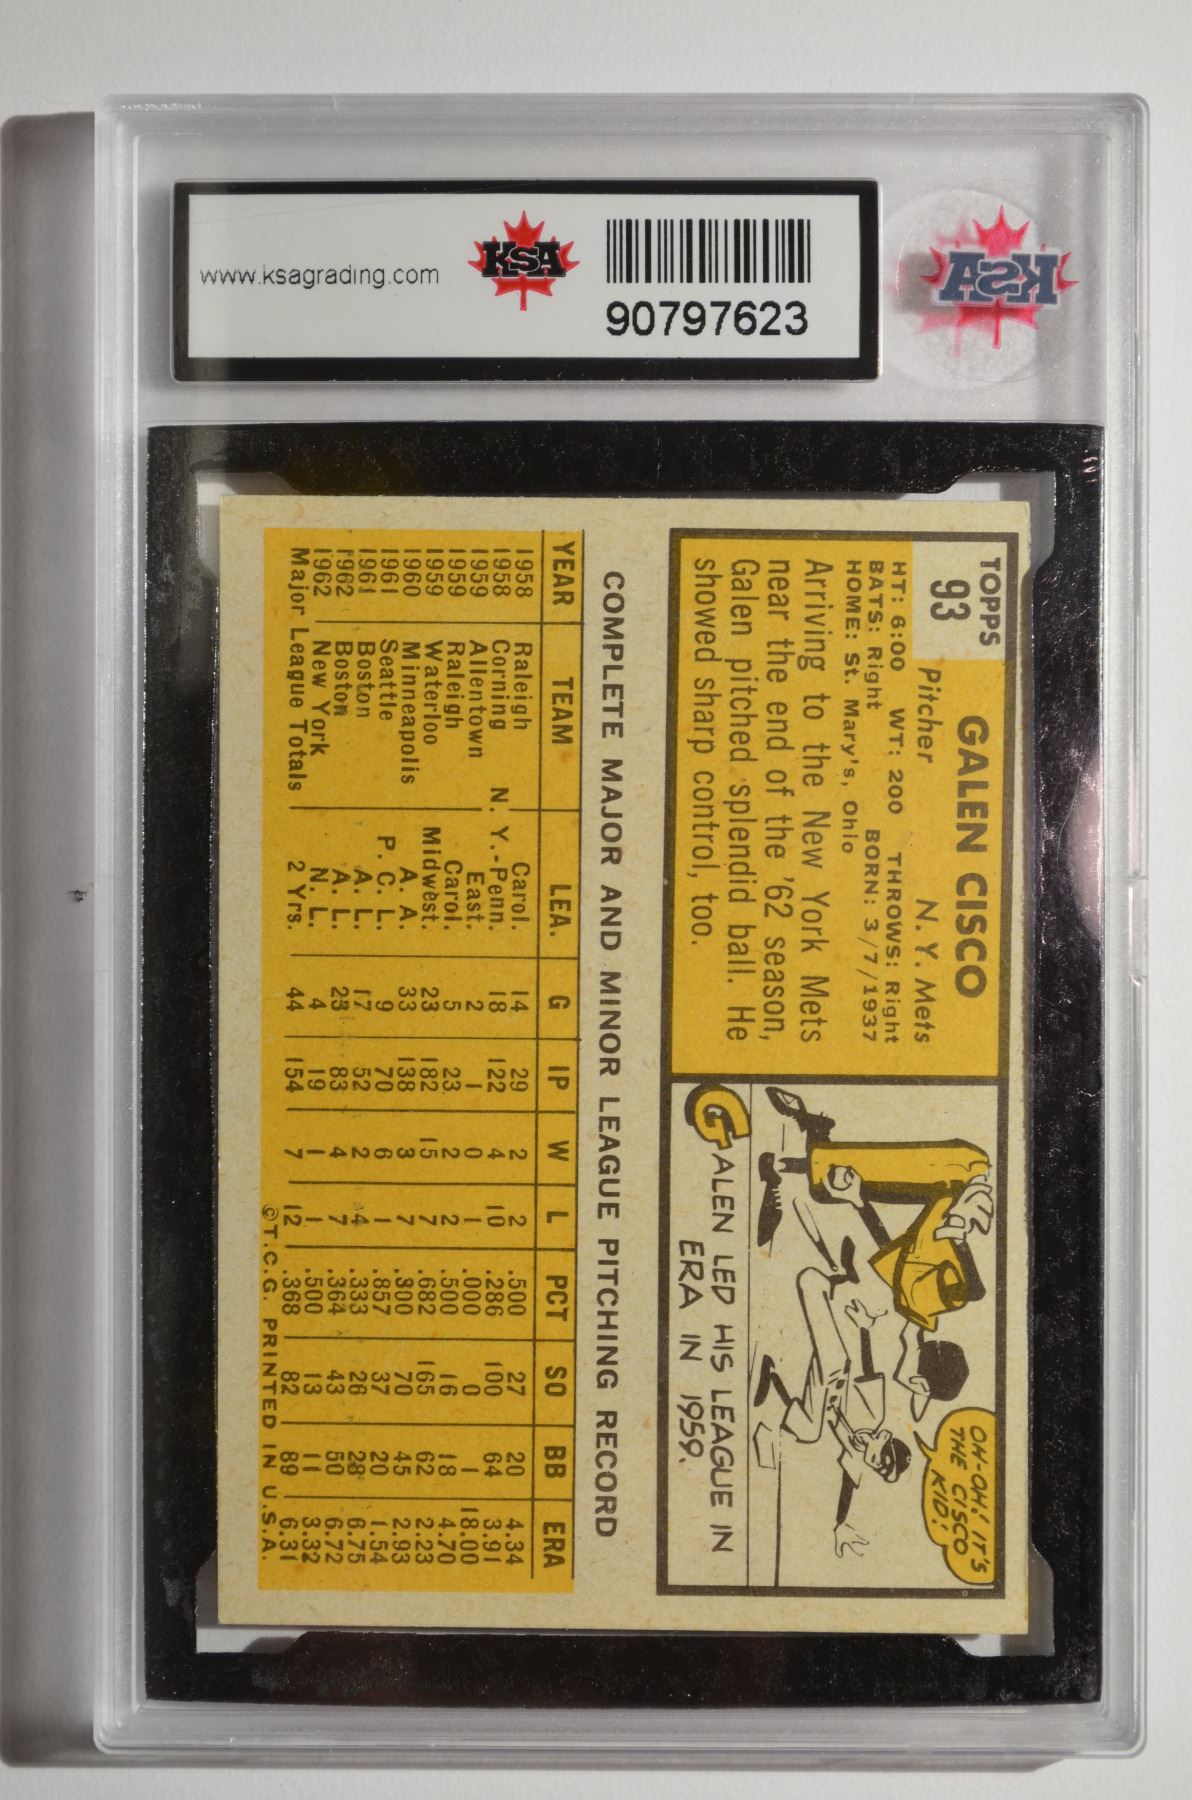 www.ksagrading.com
KSA
90797623
KSA
TOPPS
93
GALEN CISCO
Pitcher N. Y. Mets
HT: 6:00 WT: 200 THROWS: Right
BATS: Right BORN: 3/7/1937
HOME: St. Mary's, Ohio
Arriving to the New York Mets
near the end of the '62 season,
Galen pitched splendid ball. He
showed sharp control, too.
OH-OH! IT'S
THE CISCO
KID!
GALEN LED HIS LEAGUE IN
ERA IN 1959.
COMPLETE MAJOR AND MINOR LEAGUE PITCHING RECORD
YEAR TEAM LEA. G IP W L PCT SO BB ERA
1958 Raleigh Carol. 14 29 2 2 .500 27 20 4.34
1958 Corning N. Y.-Penn. 18 122 4 10 .286 100 64 3.91
1959 Allentown East. 2 1 0 1 .000 0 1 18.00
1959 Raleigh Carol. 5 23 2 2 .500 16 18 4.70
1959 Waterloo Midwest. 23 182 15 7 .682 165 62 2.23
1960 Minneapolis A. A. 33 138 3 7 .300 70 45 2.93
1961 Seattle P. C. L. 9 70 6 1 .857 37 20 1.54
1961 Boston A. L. 17 52 2 4 .333 26 28 6.75
1962 Boston A. L. 23 83 4 7 .364 43 50 6.72
1962 New York N. L. 4 19 1 1 .500 13 11 3.32
Major League Totals 2 Yrs. 44 154 7 12 .368 82 89 6.31
©T.C.G. PRINTED IN U.S.A.